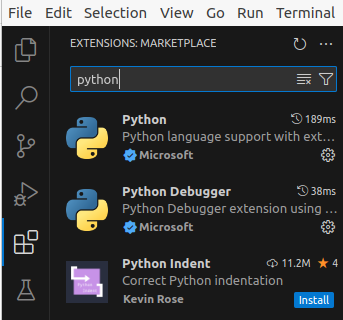 File Edit Selection View Go Run Terminal
EXTENSIONS: MARKETPLACE
python
Python 189ms
Python language support with ext...
Microsoft
Python Debugger 38ms
Python Debugger extension using ...
Microsoft
Python Indent 11.2M 4
Correct Python indentation
Kevin Rose Install